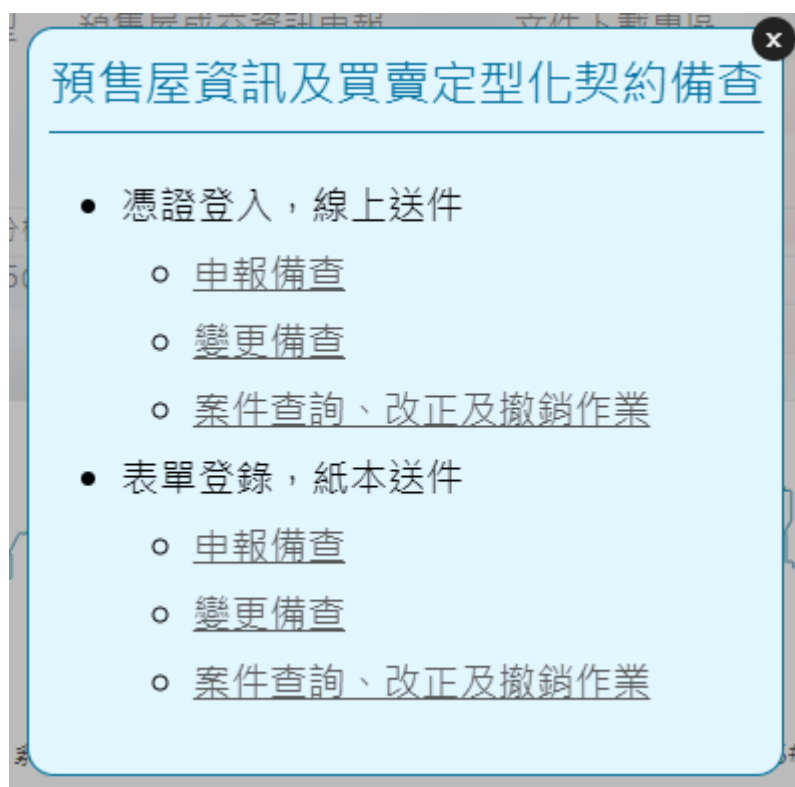 預售屋資訊及買賣定型化契約備查
憑證登入，線上送件
申報備查
變更備查
案件查詢、改正及撤銷作業
表單登錄，紙本送件
申報備查
變更備查
案件查詢、改正及撤銷作業